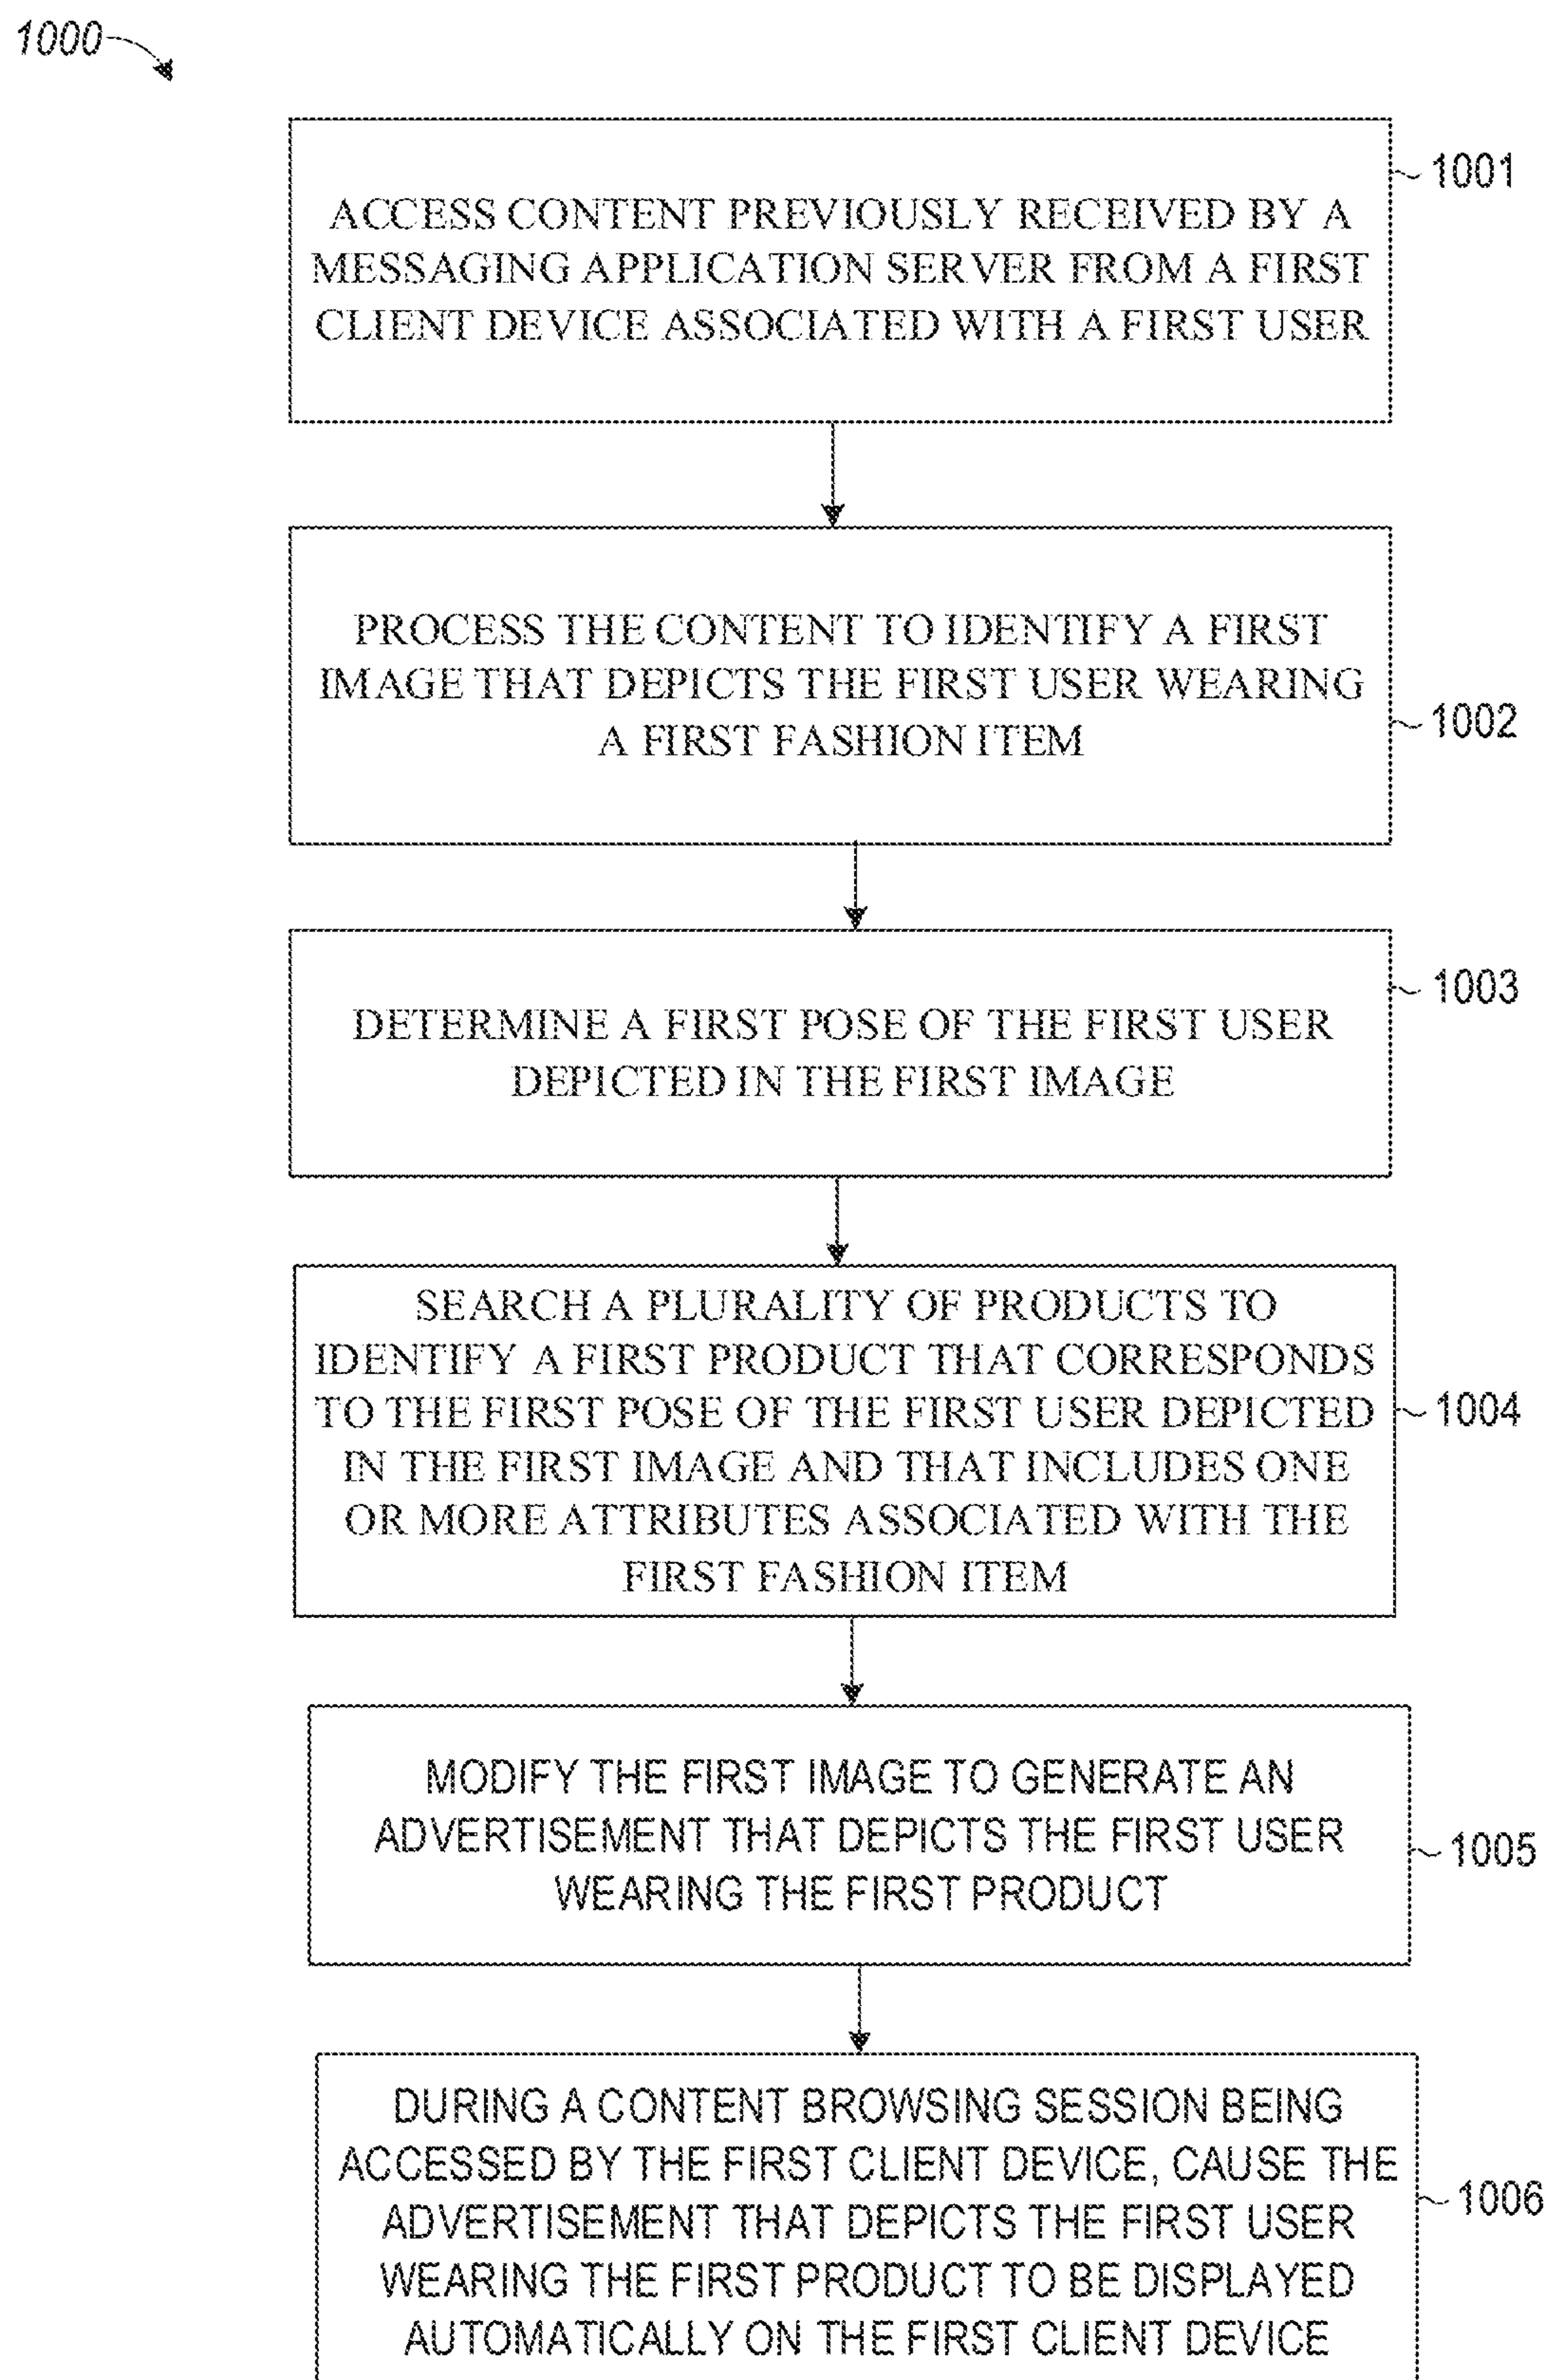 1000
ACCESS CONTENT PREVIOUSLY RECEIVED BY A
MESSAGING APPLICATION SERVER FROM A FIRST
CLIENT DEVICE ASSOCIATED WITH A FIRST USER
1001
PROCESS THE CONTENT TO IDENTIFY A FIRST
IMAGE THAT DEPICTS THE FIRST USER WEARING
A FIRST FASHION ITEM
1002
DETERMINE A FIRST POSE OF THE FIRST USER
DEPICTED IN THE FIRST IMAGE
1003
SEARCH A PLURALITY OF PRODUCTS TO
IDENTIFY A FIRST PRODUCT THAT CORRESPONDS
TO THE FIRST POSE OF THE FIRST USER DEPICTED
IN THE FIRST IMAGE AND THAT INCLUDES ONE
OR MORE ATTRIBUTES ASSOCIATED WITH THE
FIRST FASHION ITEM
1004
MODIFY THE FIRST IMAGE TO GENERATE AN
ADVERTISEMENT THAT DEPICTS THE FIRST USER
WEARING THE FIRST PRODUCT
1005
DURING A CONTENT BROWSING SESSION BEING
ACCESSED BY THE FIRST CLIENT DEVICE, CAUSE THE
ADVERTISEMENT THAT DEPICTS THE FIRST USER
WEARING THE FIRST PRODUCT TO BE DISPLAYED
AUTOMATICALLY ON THE FIRST CLIENT DEVICE
1006